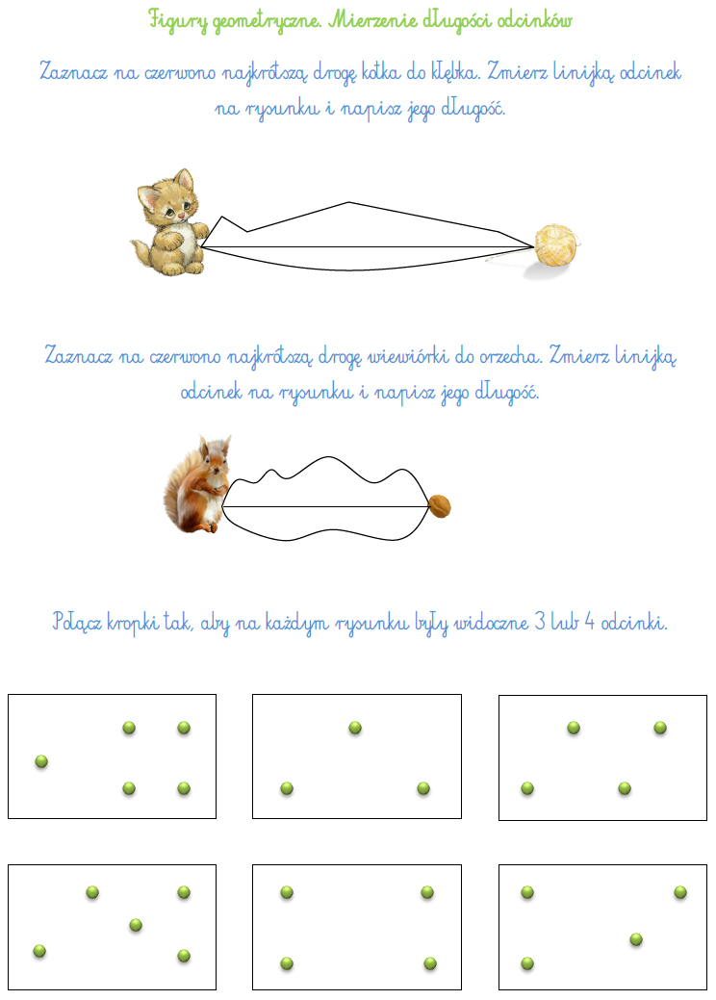 Figury geometryczne. Mierzenie długości odcinków
Zaznacz na czerwono najkrótszą drogę kotka do kłębka. Zmierz linijką odcinek
na rysunku i napisz jego długość.
Zaznacz na czerwono najkrótszą drogę wiewiórki do orzecha. Zmierz linijką
odcinek na rysunku i napisz jego długość.
Połącz kropki tak, aby na każdym rysunku były widoczne 3 lub 4 odcinki.